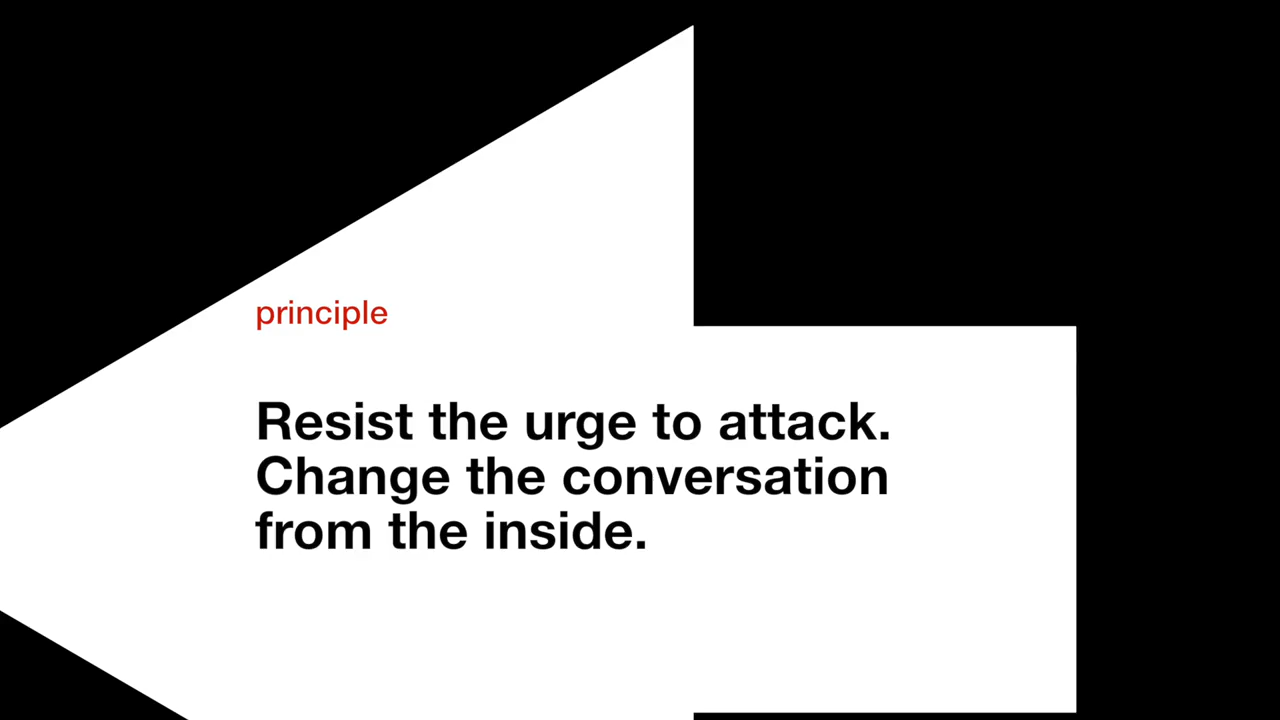 principle
Resist the urge to attack.
Change the conversation
from the inside.